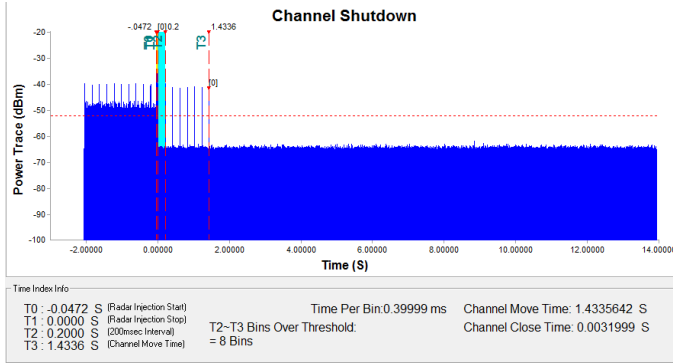 Channel Shutdown
-.0472 [0]0.2 1.4336
-20
T2 T3
-30
-40
[0]
-50
-60
-70
-80
-90
-100
Power Trace (dBm)
-2.00000 0.00000 2.00000 4.00000 6.00000 8.00000 10.00000 12.00000 14.00000
Time (S)
Time Index Info
T0 : -0.0472 S (Radar Injection Start) Time Per Bin:0.39999 ms Channel Move Time: 1.4335642 S
T1 : 0.0000 S (Radar Injection Stop) T2~T3 Bins Over Threshold: Channel Close Time: 0.0031999 S
T2 : 0.2000 S (200msec Interval) = 8 Bins
T3 : 1.4336 S (Channel Move Time)